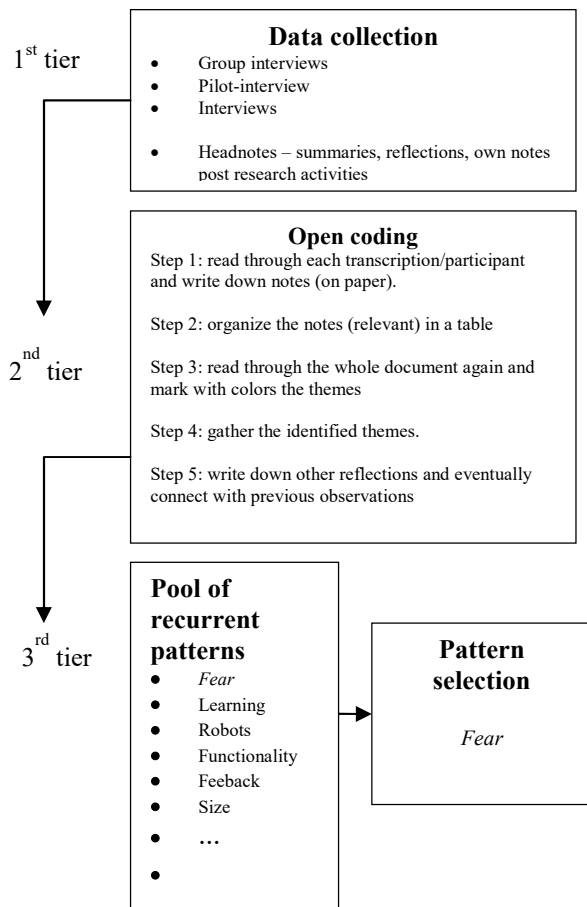 1st tier
Data collection
• Group interviews
• Pilot-interview
• Interviews
• Headnotes – summaries, reflections, own notes
post research activities
2nd tier
Open coding
Step 1: read through each transcription/participant
and write down notes (on paper).
Step 2: organize the notes (relevant) in a table
Step 3: read through the whole document again and
mark with colors the themes
Step 4: gather the identified themes.
Step 5: write down other reflections and eventually
connect with previous observations
3rd tier
Pool of
recurrent
patterns
• Fear
• Learning
• Robots
• Functionality
• Feeback
• Size
• …
•
Pattern
selection
Fear